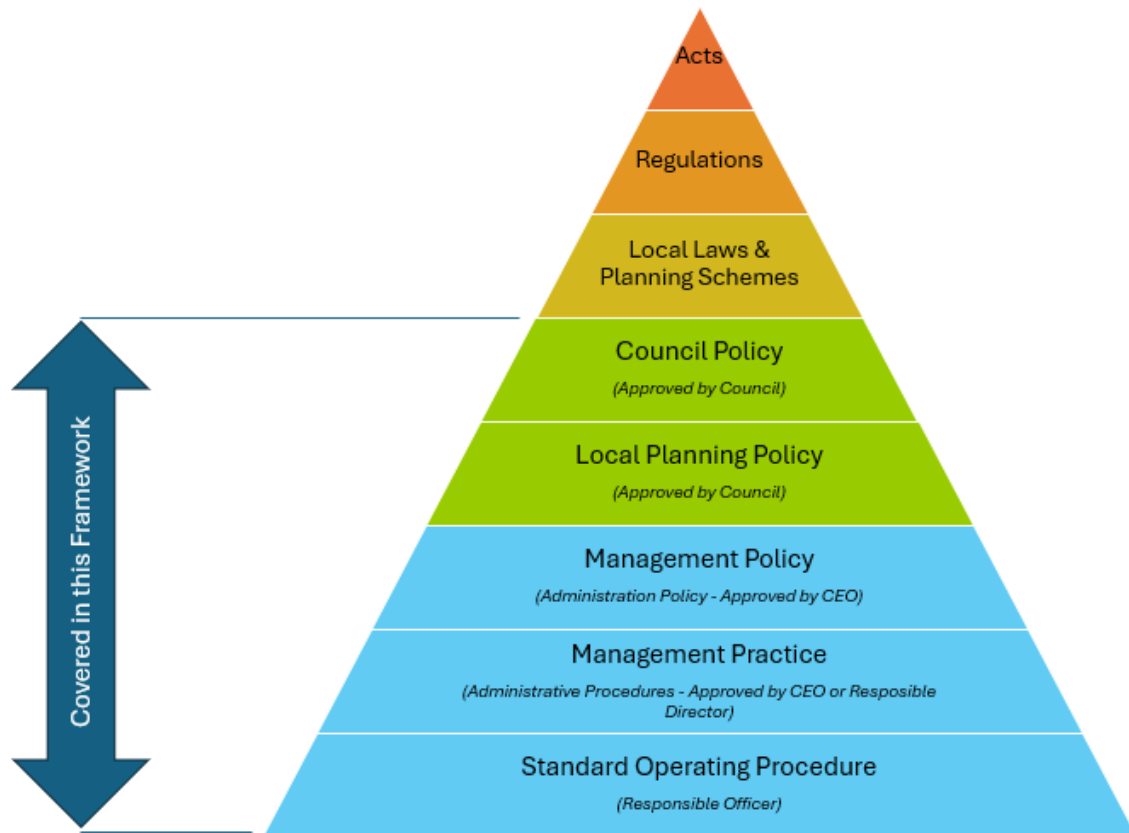 Acts
Regulations
Local Laws &
Planning Schemes
Council Policy
(Approved by Council)
Local Planning Policy
(Approved by Council)
Management Policy
(Administration Policy - Approved by CEO)
Management Practice
(Administrative Procedures - Approved by CEO or Resposible
Director)
Standard Operating Procedure
(Responsible Officer)
Covered in this Framework